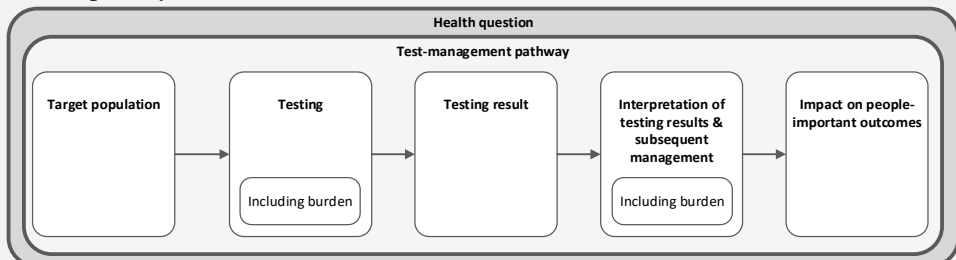 Health question
Test-management pathway
Target population
Testing
Including burden
Testing result
Interpretation of
testing results &
subsequent
management
Including burden
Impact on people-
important outcomes